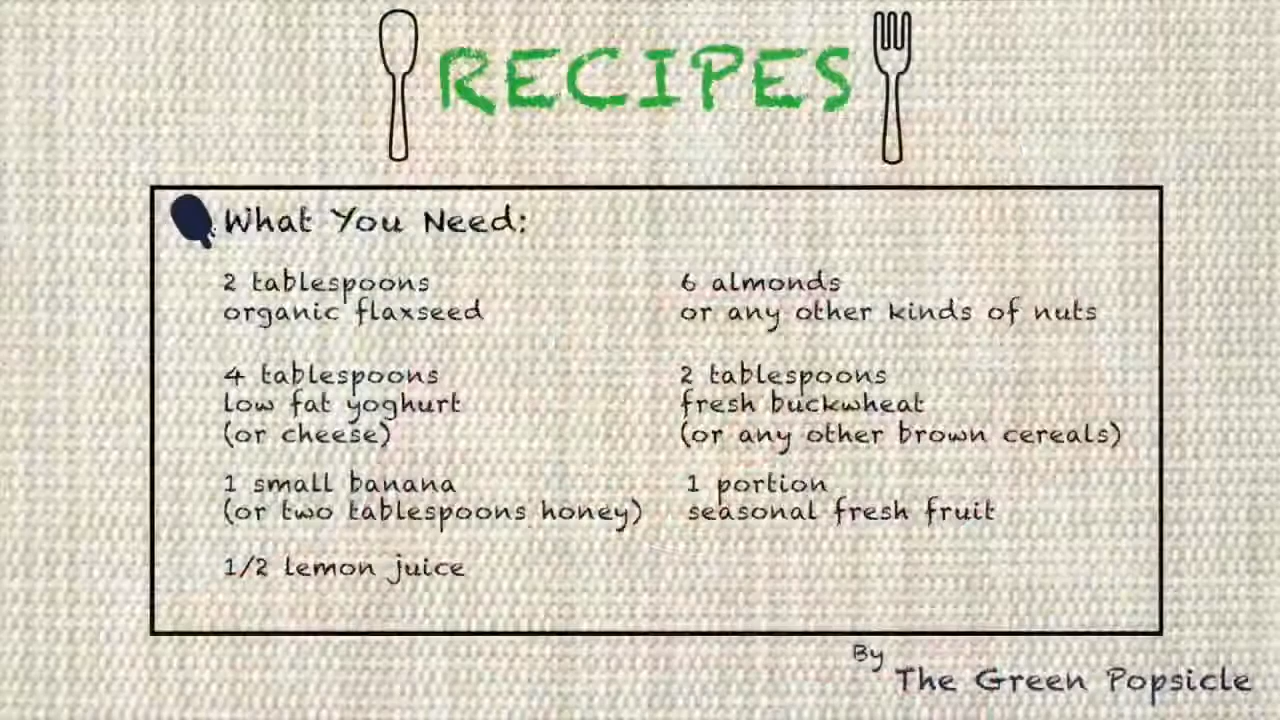 RECIPES
What You Need:
2 tablespoons
organic flaxseed
4 tablespoons
low fat yoghurt
(or cheese)
1 small banana
(or two tablespoons honey)
1/2 lemon juice
6 almonds
or any other kinds of nuts
2 tablespoons
fresh buckwheat
(or any other brown cereals)
1 portion
seasonal fresh fruit
By
The Green Popsicle